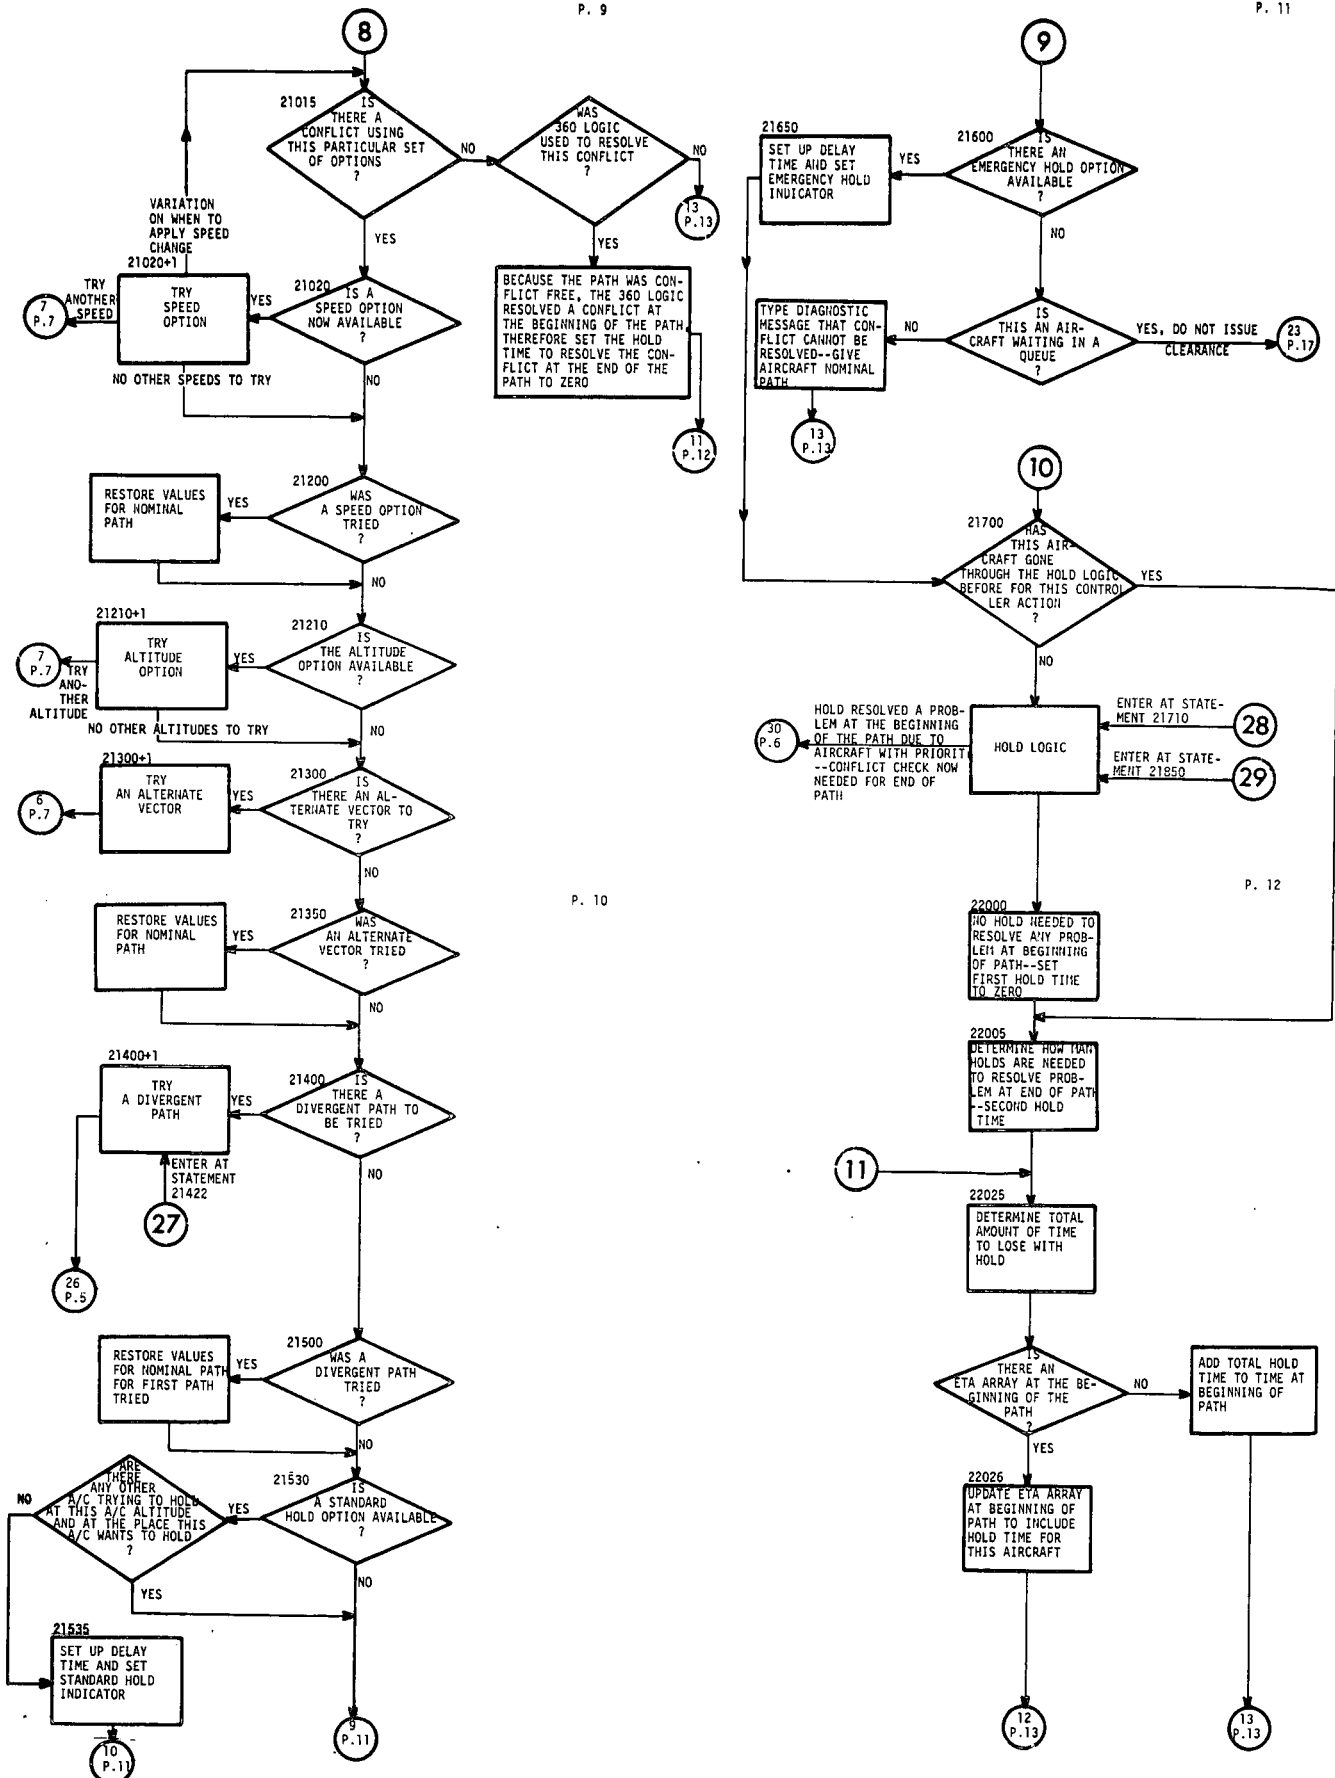 P. 9
8
21015
IS
THERE A
CONFLICT USING
THIS PARTICULAR SET
OF OPTIONS
?
NO
YES
WAS
360 LOGIC
USED TO RESOLVE
THIS CONFLICT
?
NO
13
P.13
YES
BECAUSE THE PATH WAS CON-
FLICT FREE, THE 360 LOGIC
RESOLVED A CONFLICT AT
THE BEGINNING OF THE PATH
THEREFORE SET THE HOLD
TIME TO RESOLVE THE CON-
FLICT AT THE END OF THE
PATH TO ZERO
11
P.12
VARIATION
ON WHEN TO
APPLY SPEED
CHANGE
21020+1
TRY
SPEED
OPTION
TRY
ANOTHER
SPEED
7
P.7
21020
IS A
SPEED OPTION
NOW AVAILABLE
?
YES
NO
NO OTHER SPEEDS TO TRY
21200
WAS
A SPEED OPTION
TRIED
?
YES
RESTORE VALUES
FOR NOMINAL
PATH
NO
21210+1
TRY
ALTITUDE
OPTION
7
P.7
TRY
ANO-
THER
ALTITUDE
21210
IS
THE ALTITUDE
OPTION AVAILABLE
?
YES
NO
NO OTHER ALTITUDES TO TRY
21300+1
TRY
AN ALTERNATE
VECTOR
6
P.7
21300
IS
THERE AN AL-
TERNATE VECTOR TO
TRY
?
YES
NO
P. 10
21350
WAS
AN ALTERNATE
VECTOR TRIED
?
YES
RESTORE VALUES
FOR NOMINAL
PATH
NO
21400+1
TRY
A DIVERGENT
PATH
21400
IS
THERE A
DIVERGENT PATH TO
BE TRIED
?
YES
NO
ENTER AT
STATEMENT
21422
27
26
P.5
21500
WAS A
DIVERGENT PATH
TRIED
?
YES
RESTORE VALUES
FOR NOMINAL PATH
FOR FIRST PATH
TRIED
NO
21530
IS
A STANDARD
HOLD OPTION AVAILABLE
?
YES
NO
ARE
THERE
ANY OTHER
A/C TRYING TO HOLD
AT THIS A/C ALTITUDE
AND AT THE PLACE THIS
A/C WANTS TO HOLD
?
NO
YES
21535
SET UP DELAY
TIME AND SET
STANDARD HOLD
INDICATOR
10
P.11
9
P.11
P. 11
9
21600
IS
THERE AN
EMERGENCY HOLD OPTION
AVAILABLE
?
YES
NO
21650
SET UP DELAY
TIME AND SET
EMERGENCY HOLD
INDICATOR
IS
THIS AN AIR-
CRAFT WAITING IN A
QUEUE
?
YES, DO NOT ISSUE
CLEARANCE
23
P.17
NO
TYPE DIAGNOSTIC
MESSAGE THAT CON-
FLICT CANNOT BE
RESOLVED--GIVE
AIRCRAFT NOMINAL
PATH
13
P.13
10
21700
HAS
THIS AIR-
CRAFT GONE
THROUGH THE HOLD LOGIC
BEFORE FOR THIS CONTROL
LER ACTION
?
YES
NO
HOLD LOGIC
HOLD RESOLVED A PROB-
LEM AT THE BEGINNING
OF THE PATH DUE TO
AIRCRAFT WITH PRIORIT
--CONFLICT CHECK NOW
NEEDED FOR END OF
PATH
30
P.6
ENTER AT STATE-
MENT 21710
28
ENTER AT STATE-
MENT 21850
29
P. 12
22000
NO HOLD NEEDED TO
RESOLVE ANY PROB-
LEM AT BEGINNING
OF PATH--SET
FIRST HOLD TIME
TO ZERO
22005
DETERMINE HOW MAN
HOLDS ARE NEEDED
TO RESOLVE PROB-
LEM AT END OF PATH
--SECOND HOLD
TIME
11
22025
DETERMINE TOTAL
AMOUNT OF TIME
TO LOSE WITH
HOLD
IS
THERE AN
ETA ARRAY AT THE BE-
GINNING OF THE
PATH
?
NO
YES
ADD TOTAL HOLD
TIME TO TIME AT
BEGINNING OF
PATH
22026
UPDATE ETA ARRAY
AT BEGINNING OF
PATH TO INCLUDE
HOLD TIME FOR
THIS AIRCRAFT
12
P.13
13
P.13